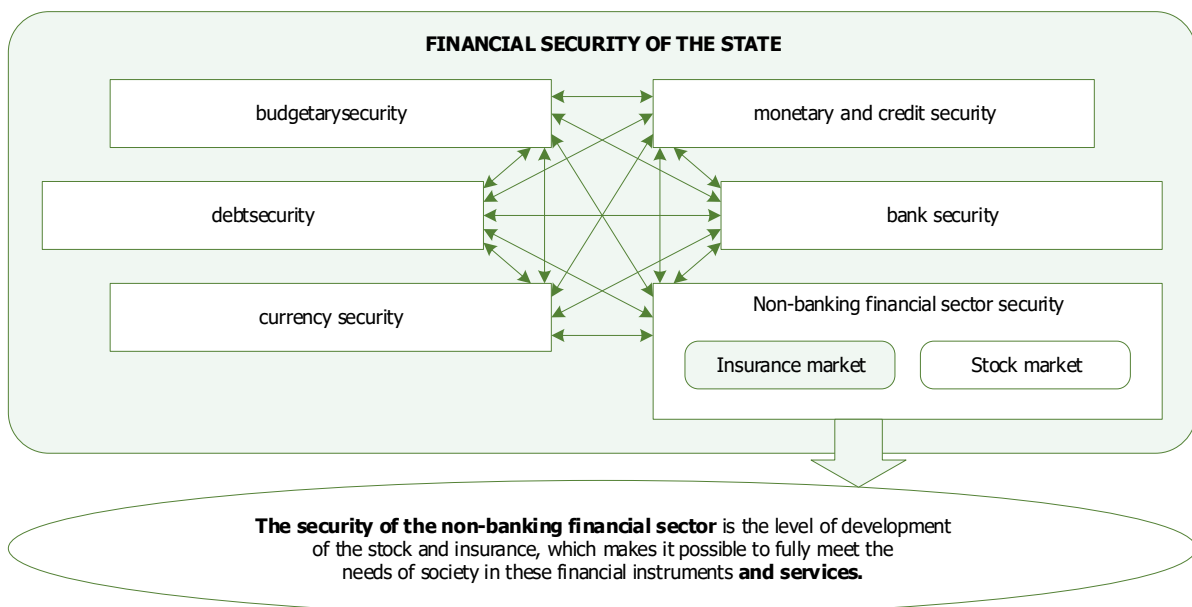 FINANCIAL SECURITY OF THE STATE
budgetarysecurity
monetary and credit security
debtsecurity
bank security
currency security
Non-banking financial sector security
Insurance market
Stock market
The security of the non-banking financial sector is the level of development
of the stock and insurance, which makes it possible to fully meet the
needs of society in these financial instruments and services.